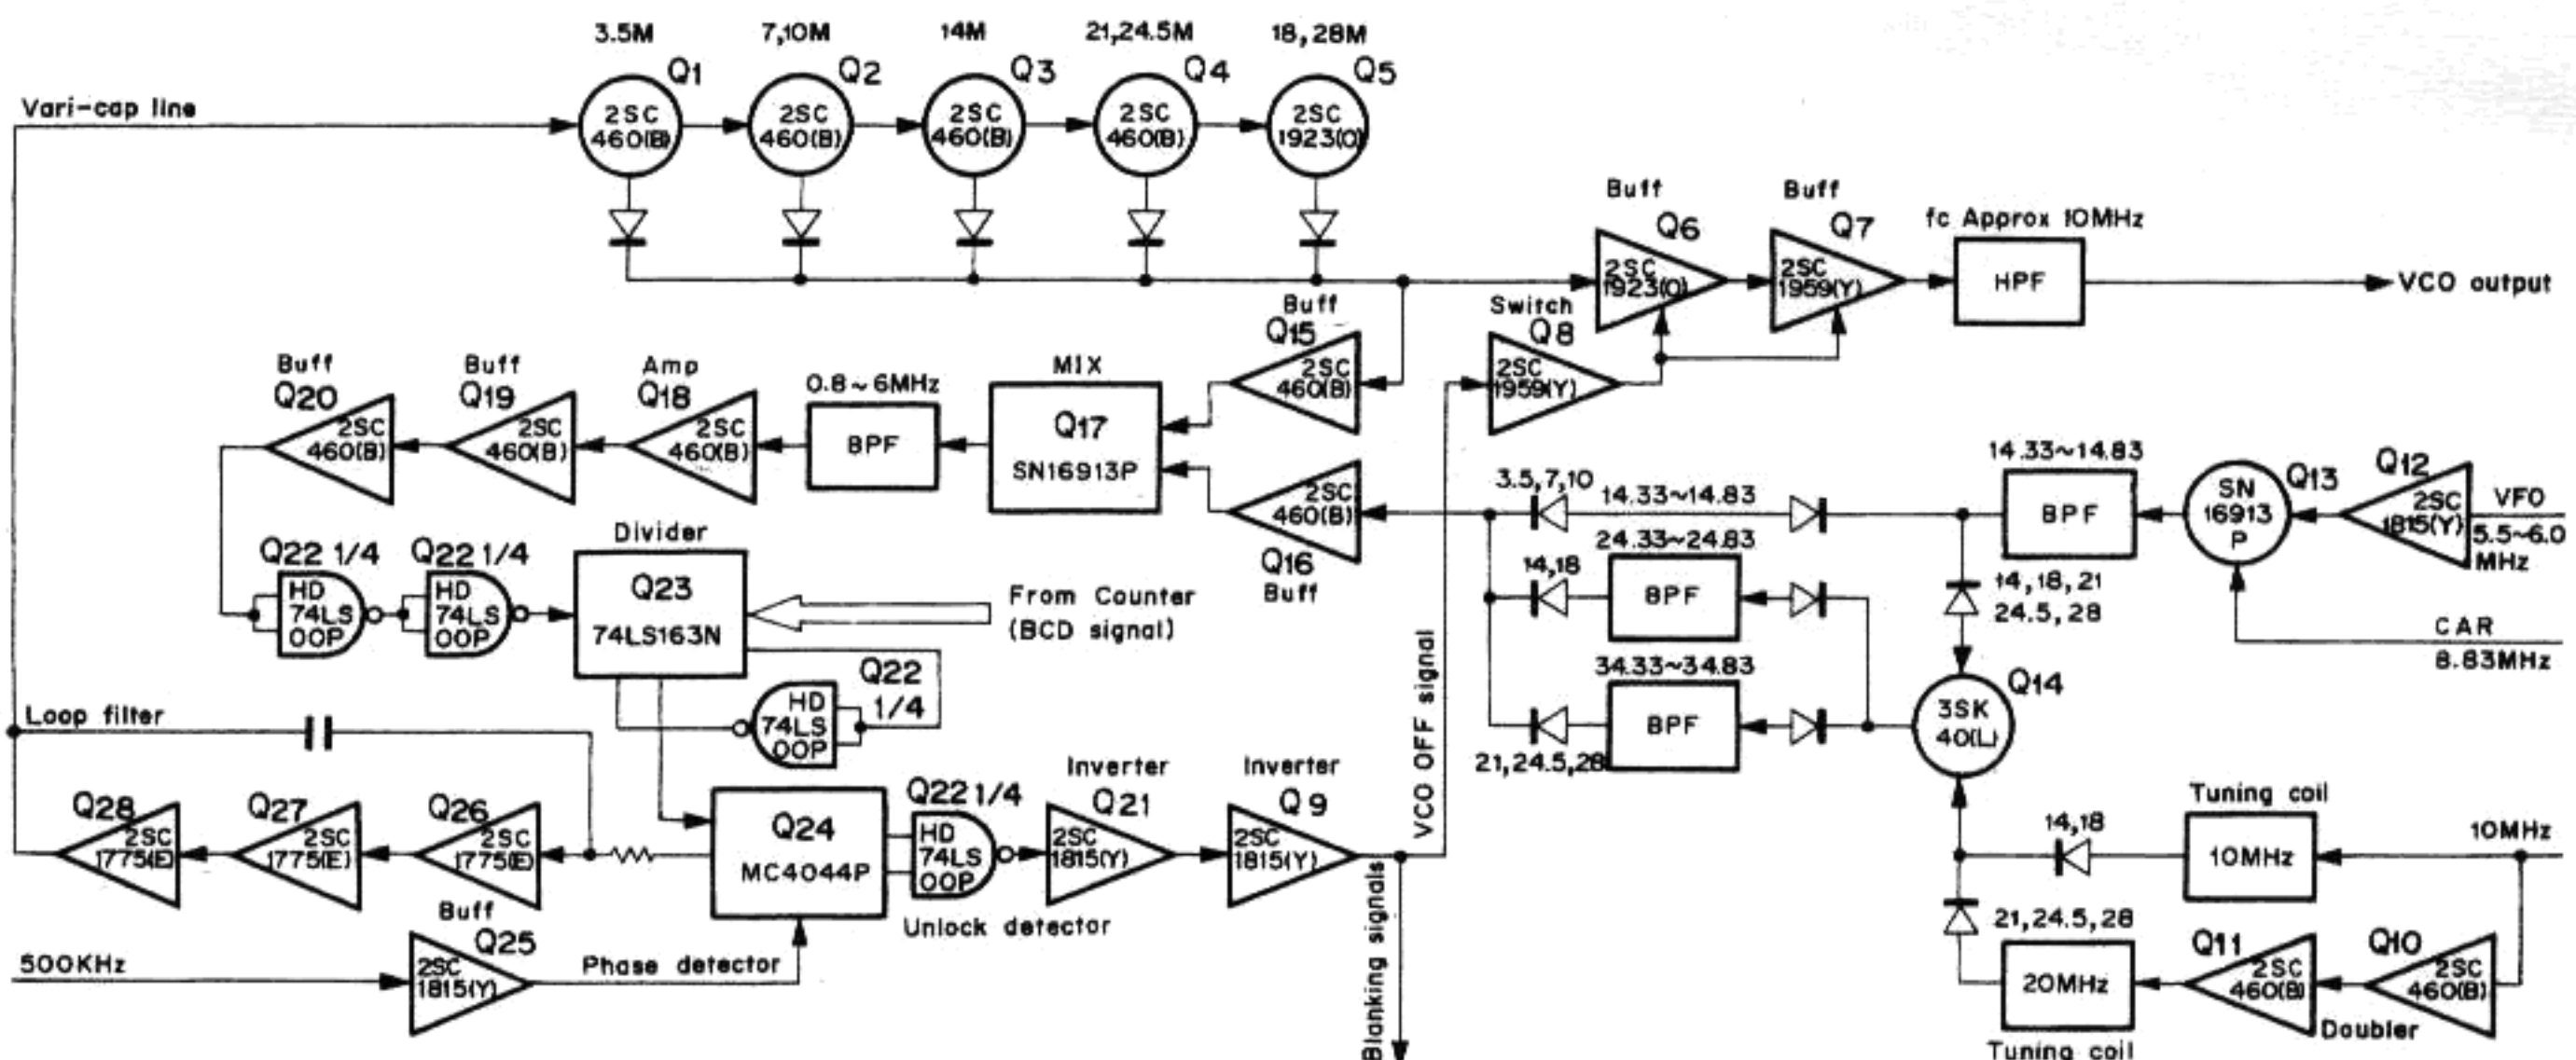 3.5M
7,10M
14M
21,24.5M
18,28M
Q1
Q2
Q3
Q4
Q5
Vari-cap line
2SC
460(B)
2SC
460(B)
2SC
460(B)
2SC
460(B)
2SC
1923(O)
Buff
Q6
2SC
1923(O)
Buff
Q7
2SC
1959(Y)
fc Approx 10MHz
HPF
VCO output
Switch
Q8
2SC
1959(Y)
Buff
Q15
2SC
460(B)
MIX
Q17
SN16913P
0.8~6MHz
BPF
Amp
Q18
2SC
460(B)
Buff
Q19
2SC
460(B)
Buff
Q20
2SC
460(B)
2SC
460(B)
Q16
Buff
3.5,7,10
14.33~14.83
14.33~14.83
BPF
Q13
SN
16913
P
Q12
2SC
1815(Y)
VFO
5.5~6.0
MHz
14,18
24.33~24.83
BPF
14,18,21
24.5,28
CAR
8.83MHz
34.33~34.83
BPF
21,24.5,28
Q14
3SK
40(L)
Q22 1/4
HD
74LS
00P
Q22 1/4
HD
74LS
00P
Divider
Q23
74LS163N
From Counter
(BCD signal)
Q22
1/4
HD
74LS
00P
VCO OFF signal
Loop filter
Q28
2SC
1775(E)
Q27
2SC
1775(E)
Q26
2SC
1775(E)
Q24
MC4044P
Q22 1/4
HD
74LS
00P
Unlock detector
Inverter
Q21
2SC
1815(Y)
Inverter
Q9
2SC
1815(Y)
Blanking signals
14,18
Tuning coil
10MHz
10MHz
21,24.5,28
20MHz
Tuning coil
Q11
2SC
460(B)
Doubler
Q10
2SC
460(B)
500KHz
Buff
Q25
2SC
1815(Y)
Phase detector